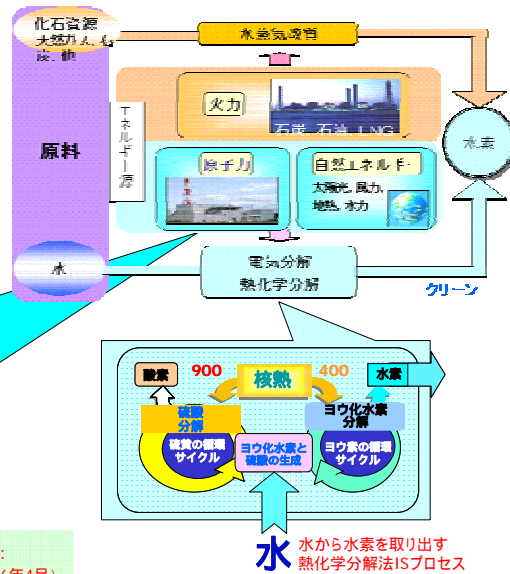 化石資源
大然ガス、石
油、他
水蒸気改質
火力
石炭 石油 LNG
エネルギー源
原料
水素
原子力
自然エネルギー
太陽光, 風力,
地熱, 水力
水
電気分解
熱化学分解
クリーン
酸素
900
核熱
400
水素
硫酸
分解
ヨウ化水素
分解
硫黄の循環
サイクル
ヨウ化水素と
硫酸の生成
ヨウ素の循環
サイクル
水
水から水素を取り出す
熱化学分解法ISプロセス
:
年4月)